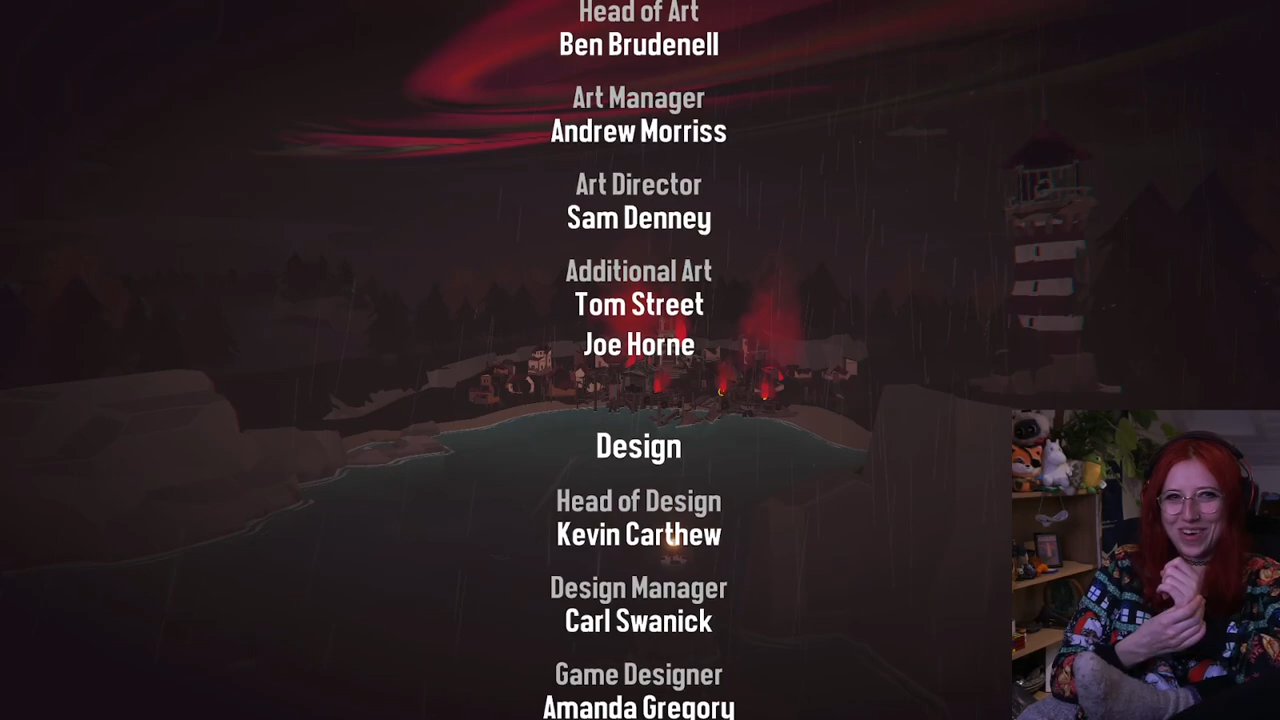 Head of Art
Ben Brudenell
Art Manager
Andrew Morriss
Art Director
Sam Denney
Additional Art
Tom Street
Joe Horne
Design
Head of Design
Kevin Carthew
Design Manager
Carl Swanick
Game Designer
Amanda Gregory